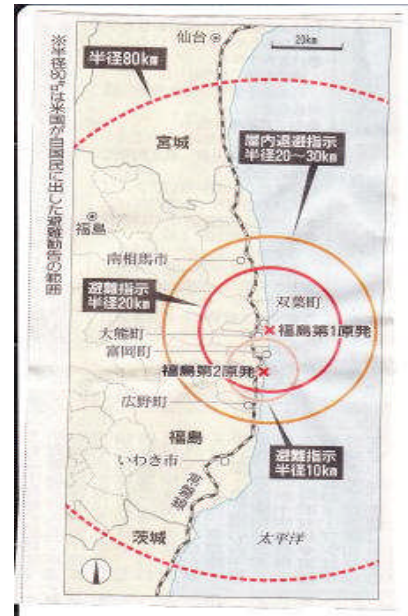 ※半径80㌔は米国が自国民に出した避難勧告の範囲
仙台
20km
半径80km
宮城
屋内退避指示
半径20～30km
福島
南相馬市
避難指示
半径20km
双葉町
大熊町
福島第1原発
富岡町
福島第2原発
広野町
避難指示
半径10km
福島
いわき市
常磐線
茨城
太平洋